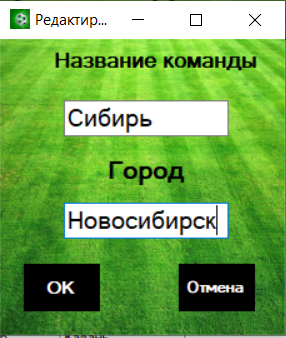 Редактир...
Название команды
Сибирь
Город
Новосибирск
OK
Отмена